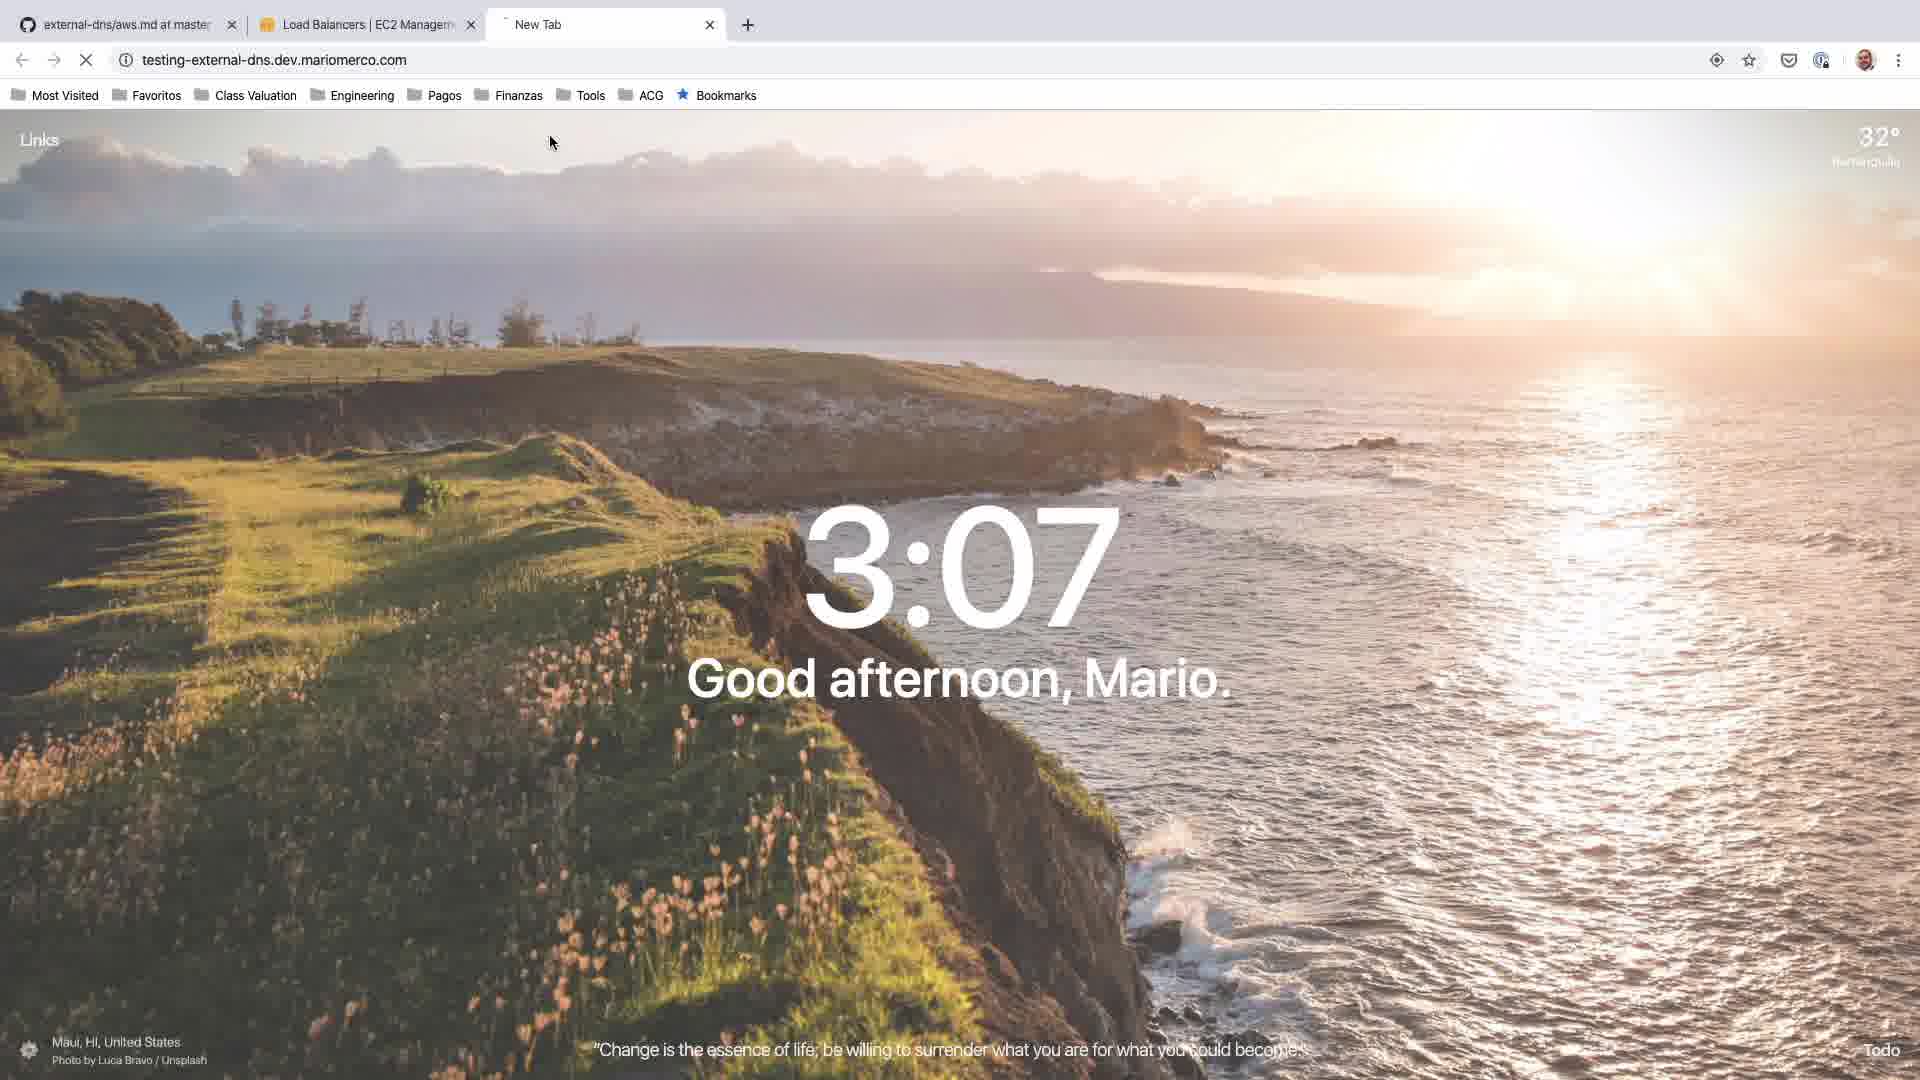 external-dns/aws.md at master
Load Balancers | EC2 Managem
New Tab
testing-external-dns.dev.mariomerco.com
Most Visited
Favoritos
Class Valuation
Engineering
Pagos
Finanzas
Tools
ACG
Bookmarks
Links
32°
Barranquilla
3:07
Good afternoon, Mario.
Maui, HI, United States
Photo by Luca Bravo / Unsplash
"Change is the essence of life; be willing to surrender what you are for what you could become."
Todo